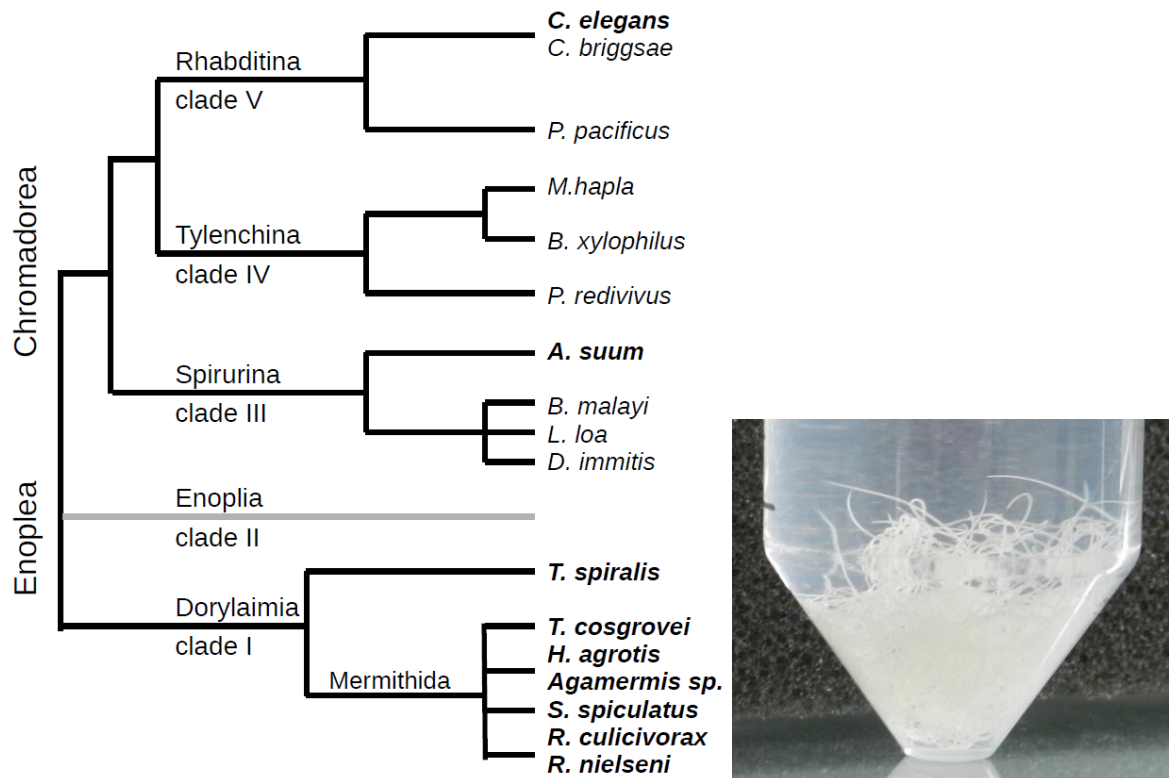 C. elegans
C. briggsae
Rhabditina
clade V
P. pacificus
Chromadorea
M.hapla
Tylenchina
B. xylophilus
clade IV
P. redivivus
A. suum
Spirurina
clade III
B. malayi
L. loa
D. immitis
Enoplea
Enoplia
clade II
T. spiralis
Dorylaimia
clade I
T. cosgrovei
H. agrotis
Mermithida
Agamermis sp.
S. spiculatus
R. culicivorax
R. nielseni